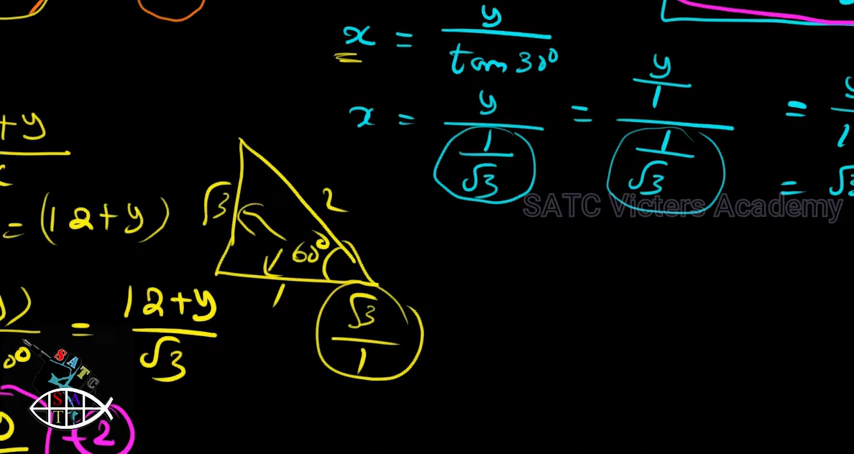 x = y / tan 30°
x = y / (1/√3) = (y/1) / (1/√3) =
= √3
+ y
= (12 + y)
√3 2 60° 1
= (12 + y) / √3
√3 / 1
SATC Victers Academy
S A T C
S A
T C
+ 2